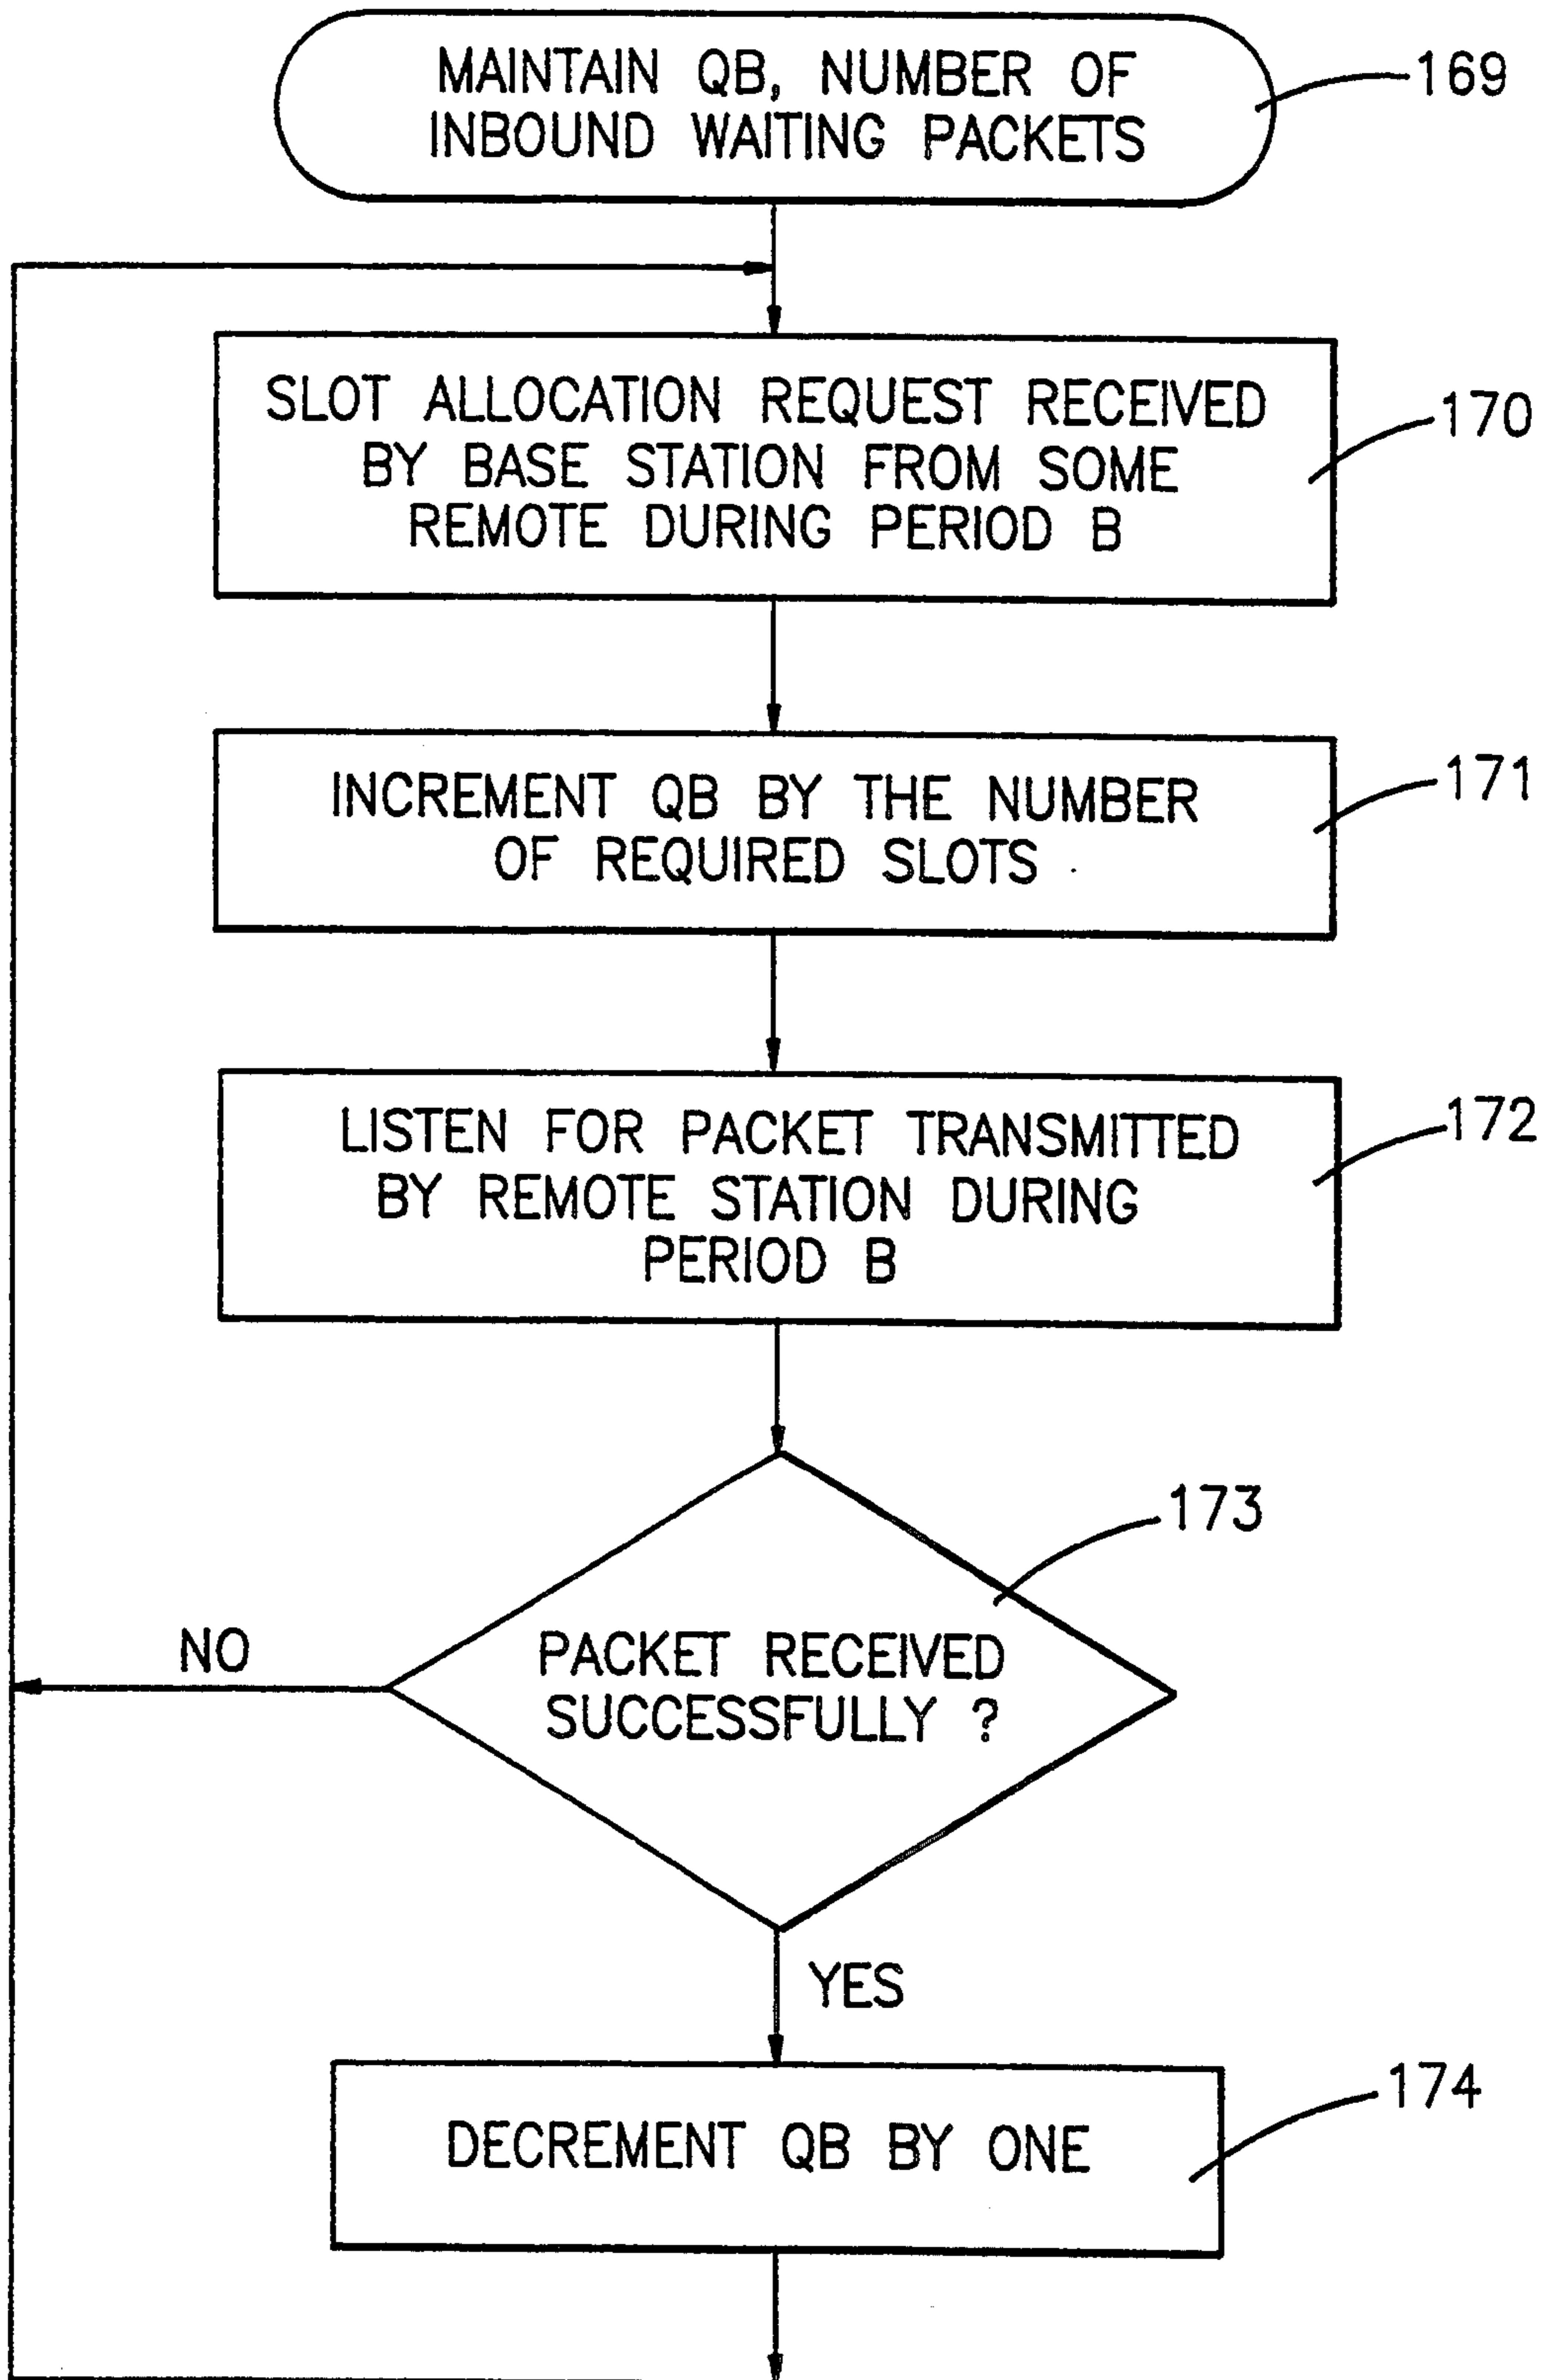 MAINTAIN QB, NUMBER OF
INBOUND WAITING PACKETS
169
SLOT ALLOCATION REQUEST RECEIVED
BY BASE STATION FROM SOME
REMOTE DURING PERIOD B
170
INCREMENT QB BY THE NUMBER
OF REQUIRED SLOTS
171
LISTEN FOR PACKET TRANSMITTED
BY REMOTE STATION DURING
PERIOD B
172
173
NO
PACKET RECEIVED
SUCCESSFULLY ?
YES
174
DECREMENT QB BY ONE